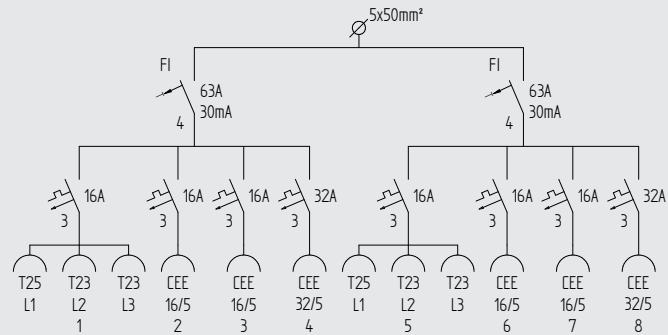 5x50mm²
FI 63A FI 63A
30mA 30mA
4 4
16A 16A 16A 32A 16A 16A 16A 32A
3 3 3 3 3 3 3 3
T25 T23 T23 CEE CEE CEE T25 T23 T23 CEE CEE CEE
L1 L2 L3 16/5 16/5 32/5 L1 L2 L3 16/5 16/5 32/5
1 2 3 4 5 6 7 8